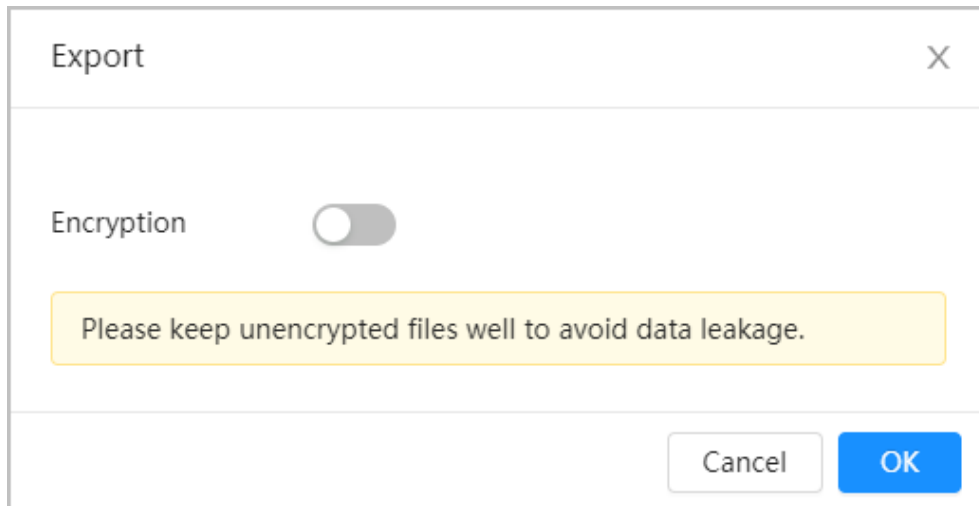 Export
Encryption
Please keep unencrypted files well to avoid data leakage.
Cancel OK